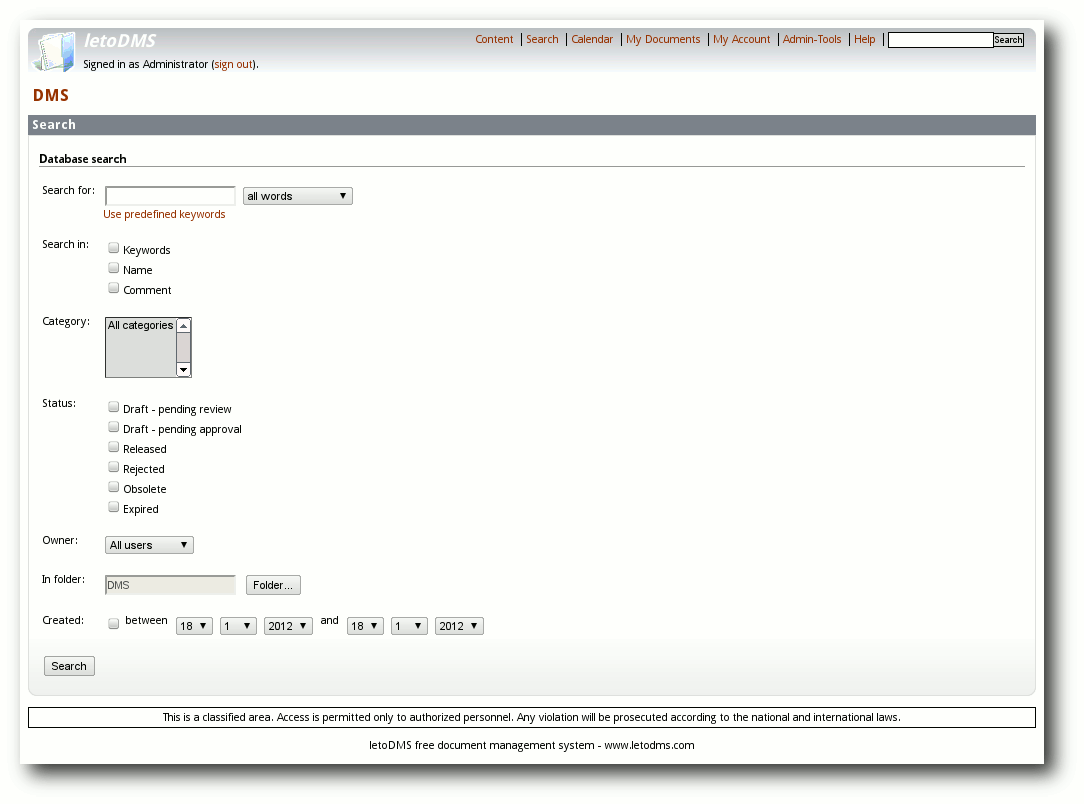 letoDMS
Content Search Calendar My Documents My Account Admin-Tools Help Search
Signed in as Administrator (sign out).
DMS
Search
Database search
Search for: all words
Use predefined keywords
Search in: Keywords
Name
Comment
Category: All categories
Status: Draft - pending review
Draft - pending approval
Released
Rejected
Obsolete
Expired
Owner: All users
In folder: DMS Folder...
Created: between 18 1 2012 and 18 1 2012
Search
This is a classified area. Access is permitted only to authorized personnel. Any violation will be prosecuted according to the national and international laws.
letoDMS free document management system - www.letodms.com